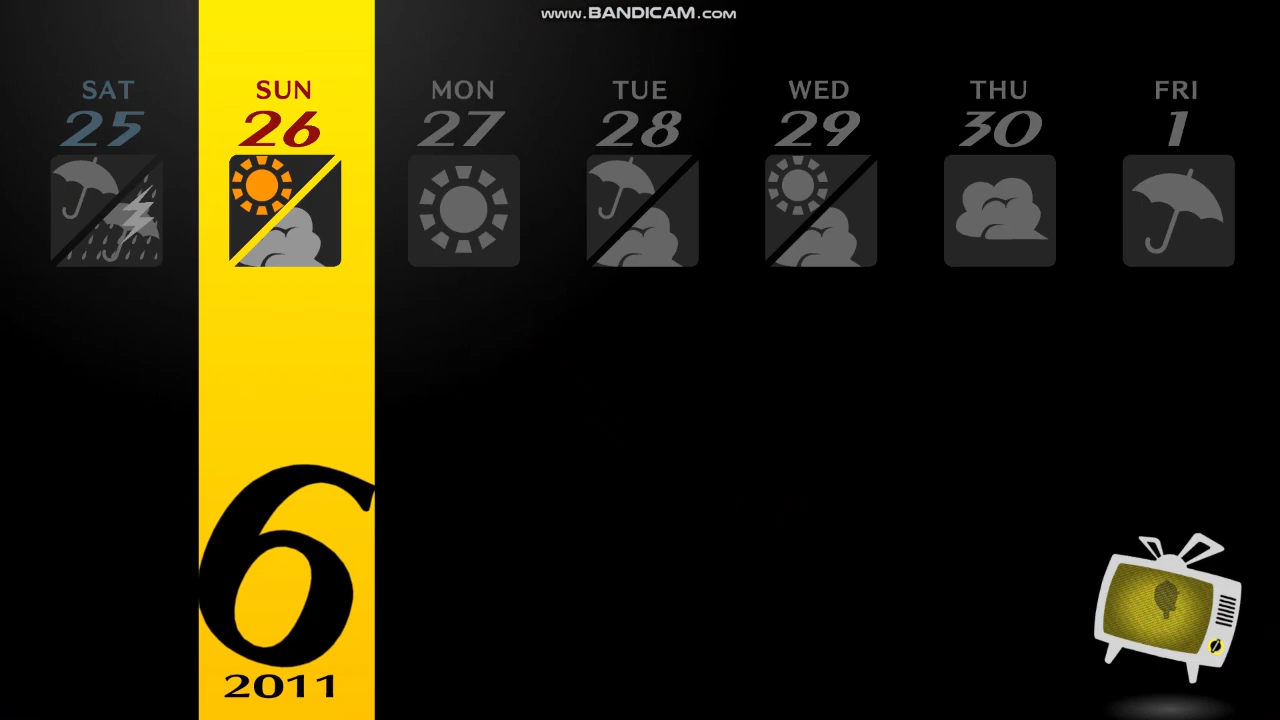 www.BANDICAM.com
SAT SUN MON TUE WED THU FRI
25 26 27 28 29 30 1
6
2011